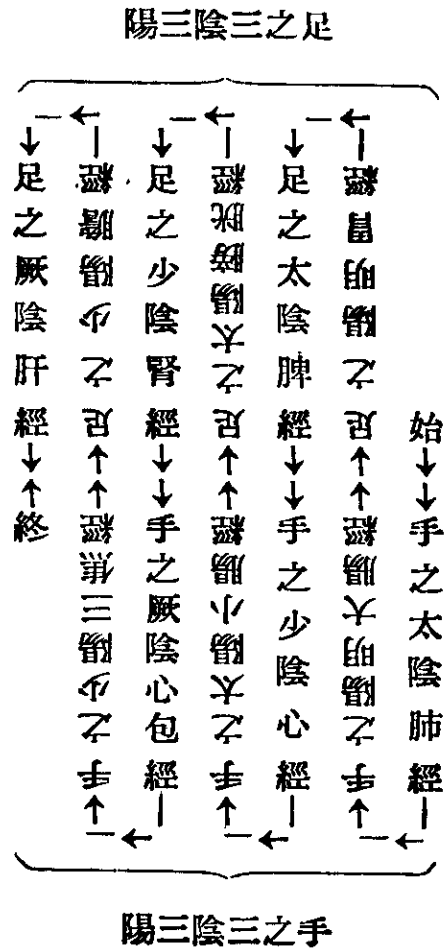 足之三陰三陽
始↓↓手之太陰肺經
手之陽明大腸經↑↑足之陽明胃經
足之太陰脾經↓↓手之少陰心經
手之太陽小腸經↑↑足之太陽膀胱經
足之少陰腎經↓↓手之厥陰心包經
手之少陽三焦經↑↑足之少陽膽經
足之厥陰肝經↓↑終
手之三陰三陽